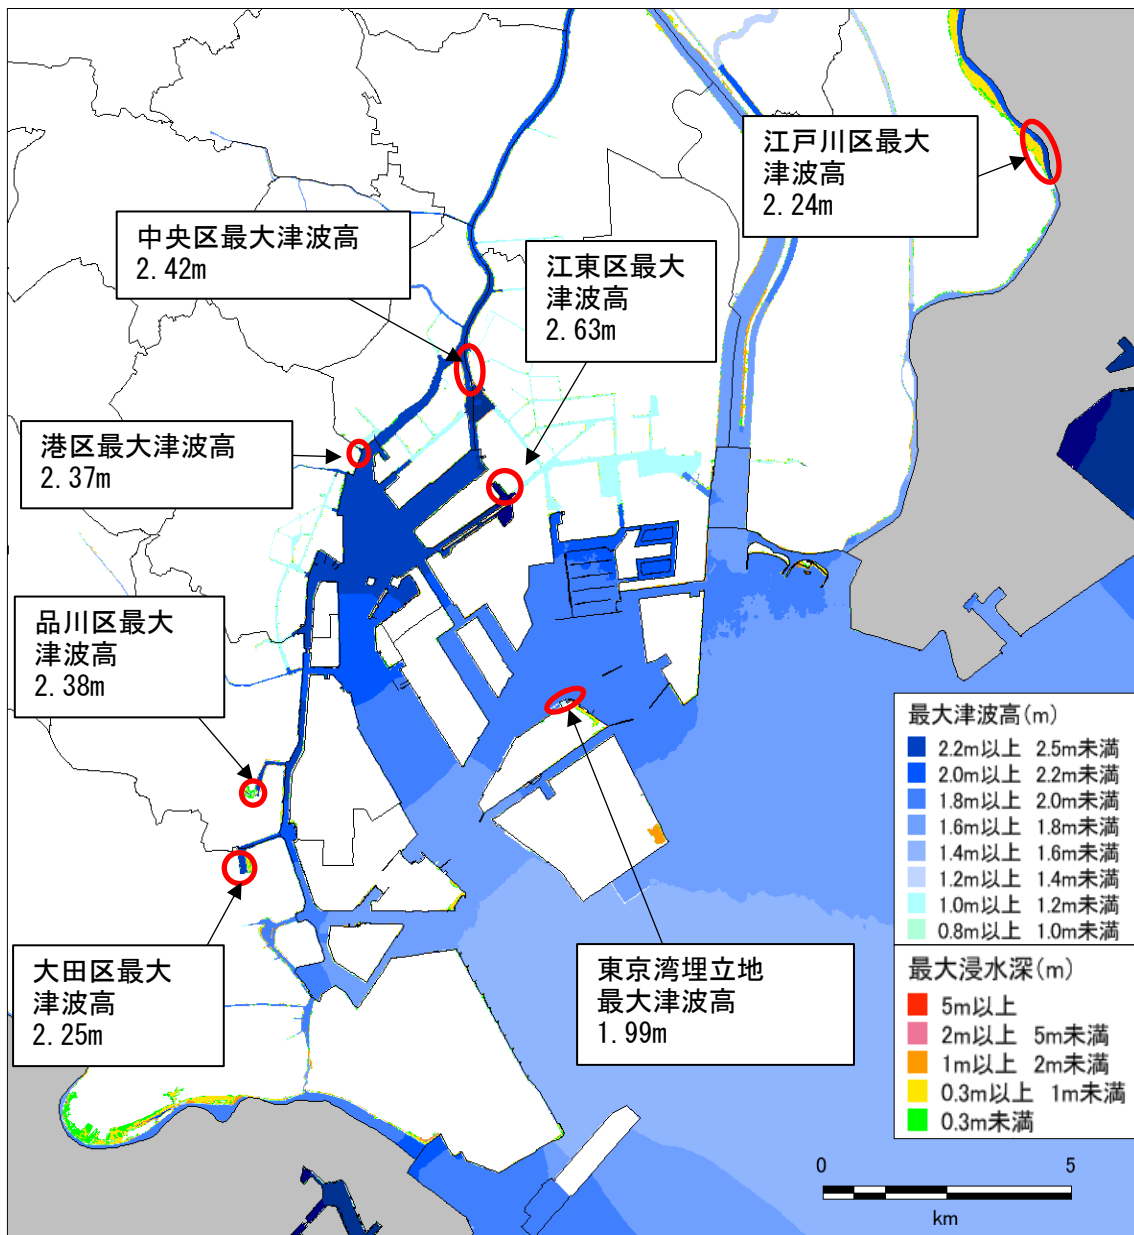 江戸川区最大
津波高
2.24m
中央区最大津波高
2.42m
江東区最大
津波高
2.63m
港区最大津波高
2.37m
品川区最大
津波高
2.38m
大田区最大
津波高
2.25m
東京湾埋立地
最大津波高
1.99m
最大津波高(m)
2.2m以上 2.5m未満
2.0m以上 2.2m未満
1.8m以上 2.0m未満
1.6m以上 1.8m未満
1.4m以上 1.6m未満
1.2m以上 1.4m未満
1.0m以上 1.2m未満
0.8m以上 1.0m未満
最大浸水深(m)
5m以上
2m以上 5m未満
1m以上 2m未満
0.3m以上 1m未満
0.3m未満
0 5
km